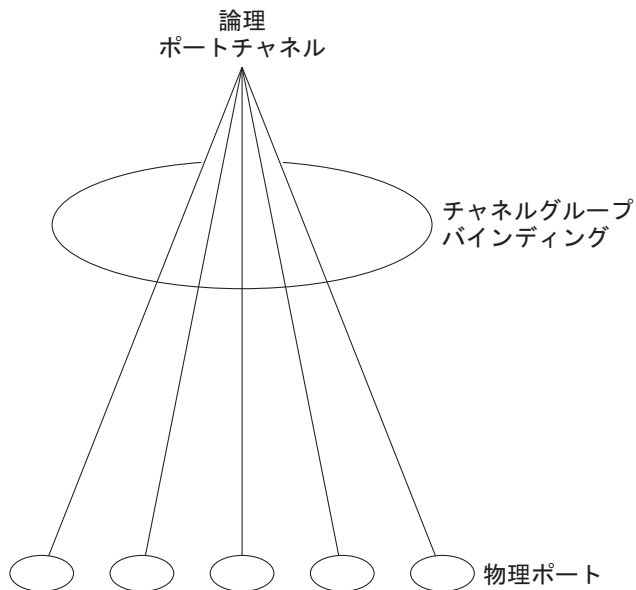 論理
ポートチャネル
チャネルグループ
バインディング
物理ポート